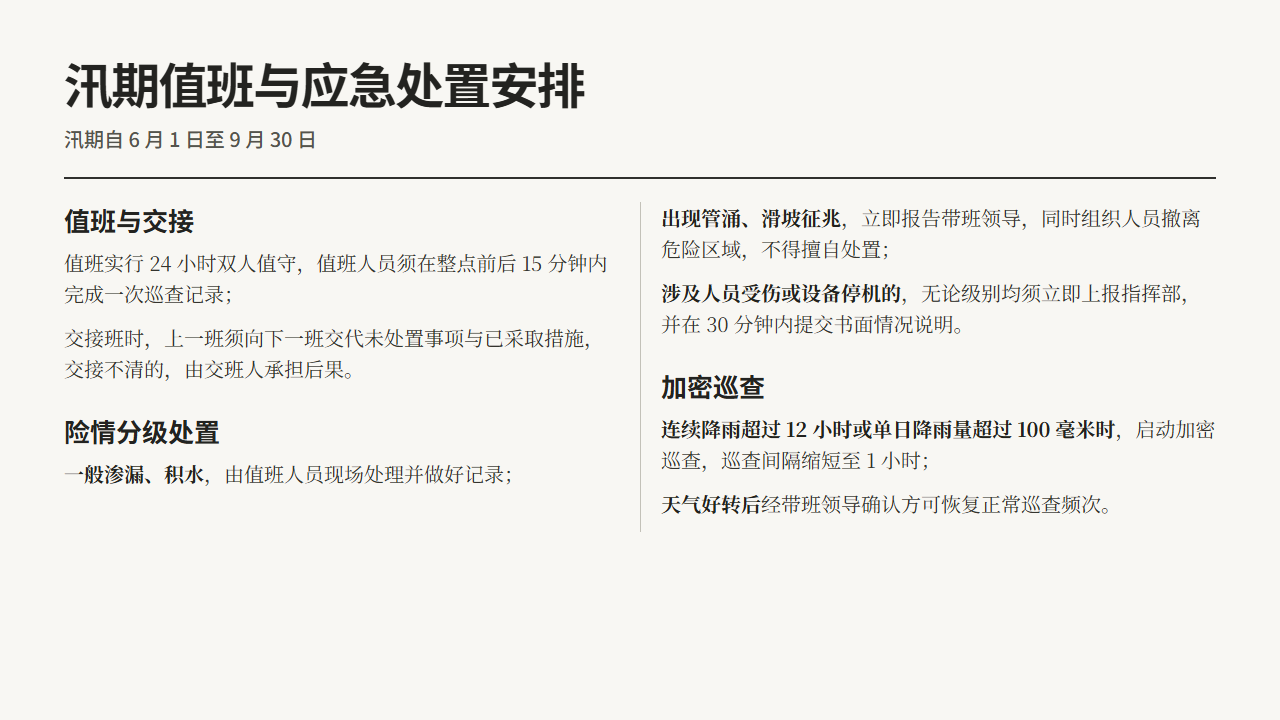 汛期值班与应急处置安排
汛期自 6 月 1 日至 9 月 30 日
值班与交接
值班实行 24 小时双人值守，值班人员须在整点前后 15 分钟内
完成一次巡查记录；
交接班时，上一班须向下一班交代未处置事项与已采取措施，
交接不清的，由交班人承担后果。
险情分级处置
一般渗漏、积水，由值班人员现场处理并做好记录；
出现管涌、滑坡征兆，立即报告带班领导，同时组织人员撤离
危险区域，不得擅自处置；
涉及人员受伤或设备停机的，无论级别均须立即上报指挥部，
并在 30 分钟内提交书面情况说明。
加密巡查
连续降雨超过 12 小时或单日降雨量超过 100 毫米时，启动加密
巡查，巡查间隔缩短至 1 小时；
天气好转后经带班领导确认方可恢复正常巡查频次。